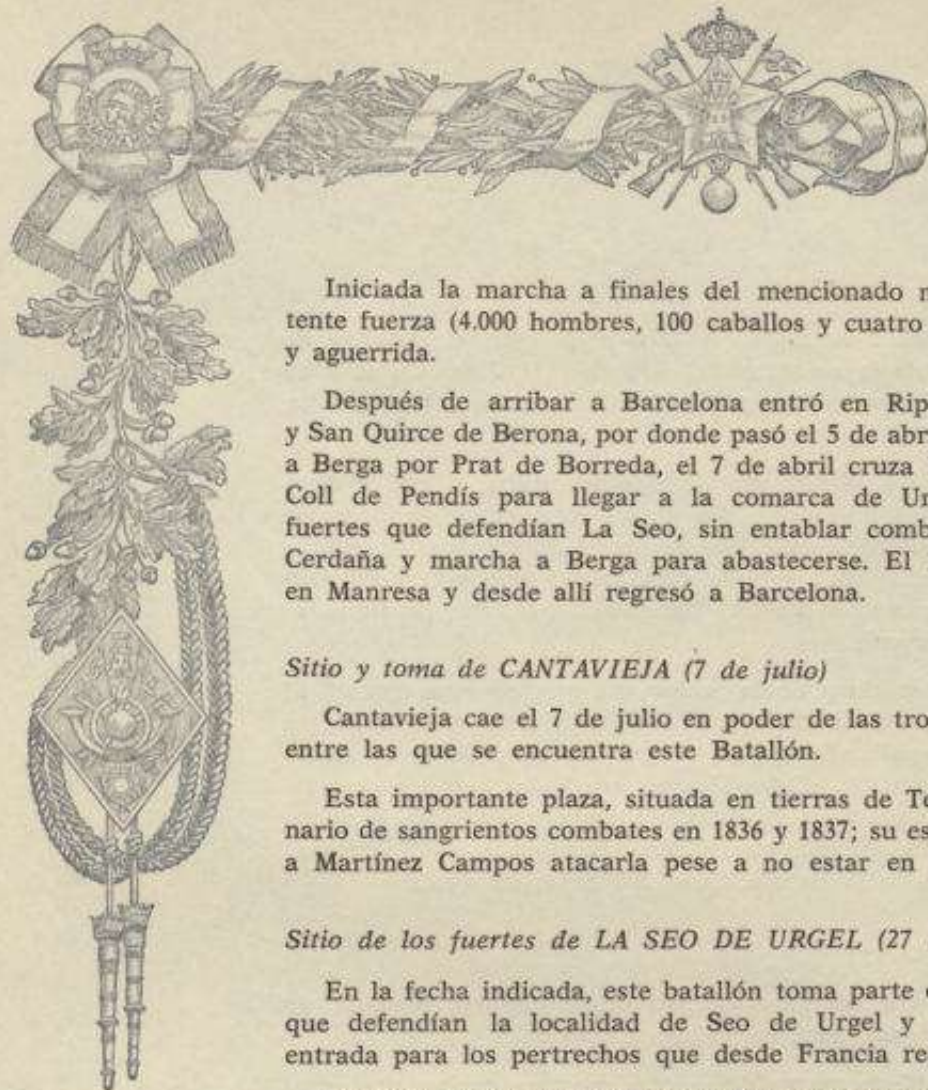 Iniciada la marcha a finales del mencionado
tente fuerza (4.000 hombres, 100 caballos y cuatro
y aguerrida.
Después de arribar a Barcelona entró en Rip
y San Quirce de Berona, por donde pasó el 5 de abr
a Berga por Prat de Borreda, el 7 de abril cruza
Coll de Pendís para llegar a la comarca de Ur
fuertes que defendían La Seo, sin entablar comb
Cerdaña y marcha a Berga para abastecerse. El
en Manresa y desde allí regresó a Barcelona.
Sitio y toma de CANTAVIEJA (7 de julio)
Cantavieja cae el 7 de julio en poder de las tro
entre las que se encuentra este Batallón.
Esta importante plaza, situada en tierras de Te
nario de sangrientos combates en 1836 y 1837; su es
a Martínez Campos atacarla pese a no estar en
Sitio de los fuertes de LA SEO DE URGEL (27
En la fecha indicada, este batallón toma parte
que defendían la localidad de Seo de Urgel y
entrada para los pertrechos que desde Francia re